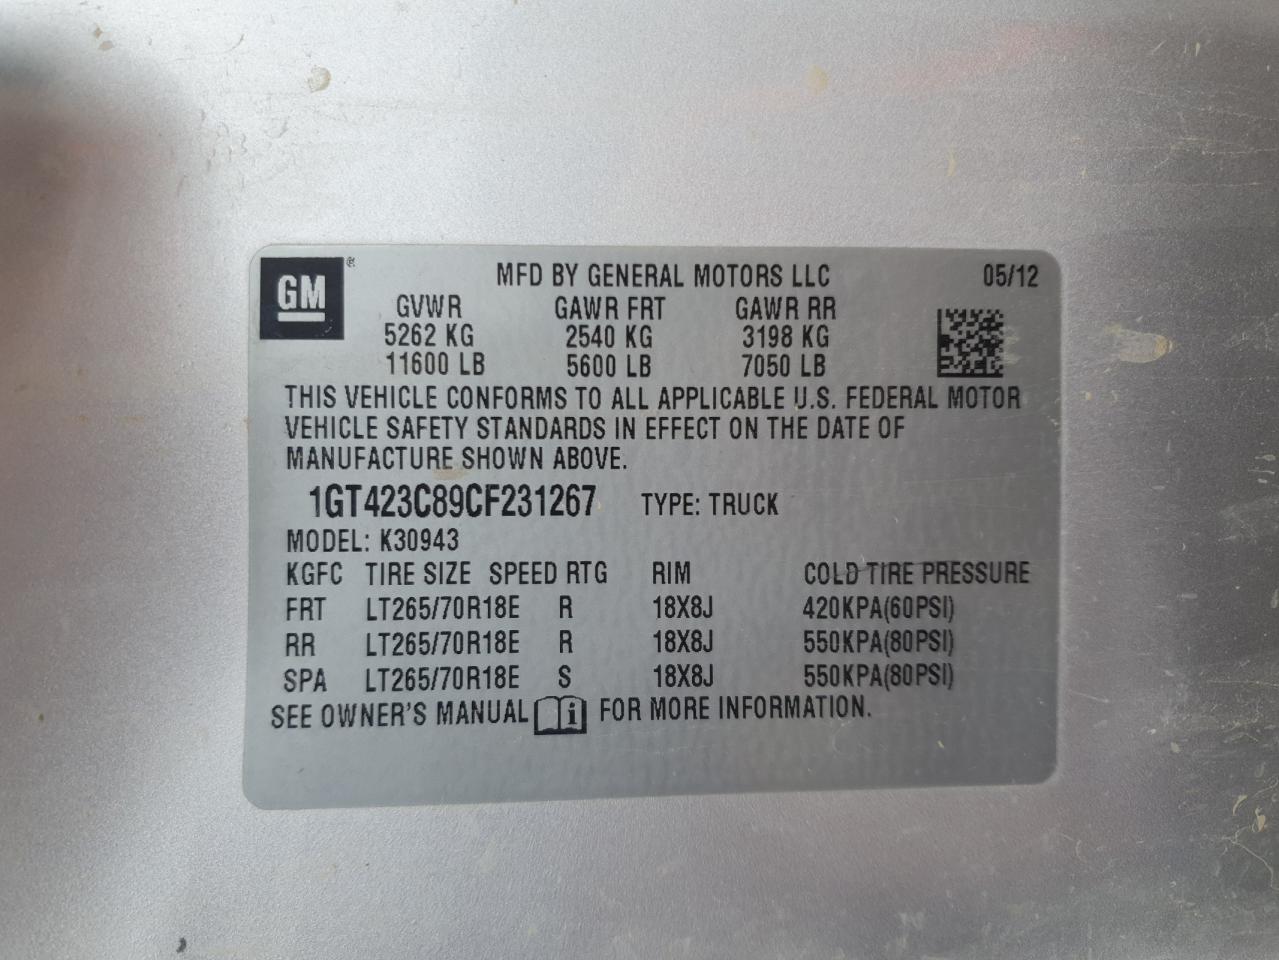 GM ® MFD BY GENERAL MOTORS LLC 05/12
GVWR GAWR FRT GAWR RR
5262 KG 2540 KG 3198 KG
11600 LB 5600 LB 7050 LB
THIS VEHICLE CONFORMS TO ALL APPLICABLE U.S. FEDERAL MOTOR
VEHICLE SAFETY STANDARDS IN EFFECT ON THE DATE OF
MANUFACTURE SHOWN ABOVE.
1GT423C89CF231267 TYPE: TRUCK
MODEL: K30943
KGFC TIRE SIZE SPEED RTG RIM COLD TIRE PRESSURE
FRT LT265/70R18E R 18X8J 420KPA(60PSI)
RR LT265/70R18E R 18X8J 550KPA(80PSI)
SPA LT265/70R18E S 18X8J 550KPA(80PSI)
SEE OWNER'S MANUAL i FOR MORE INFORMATION.